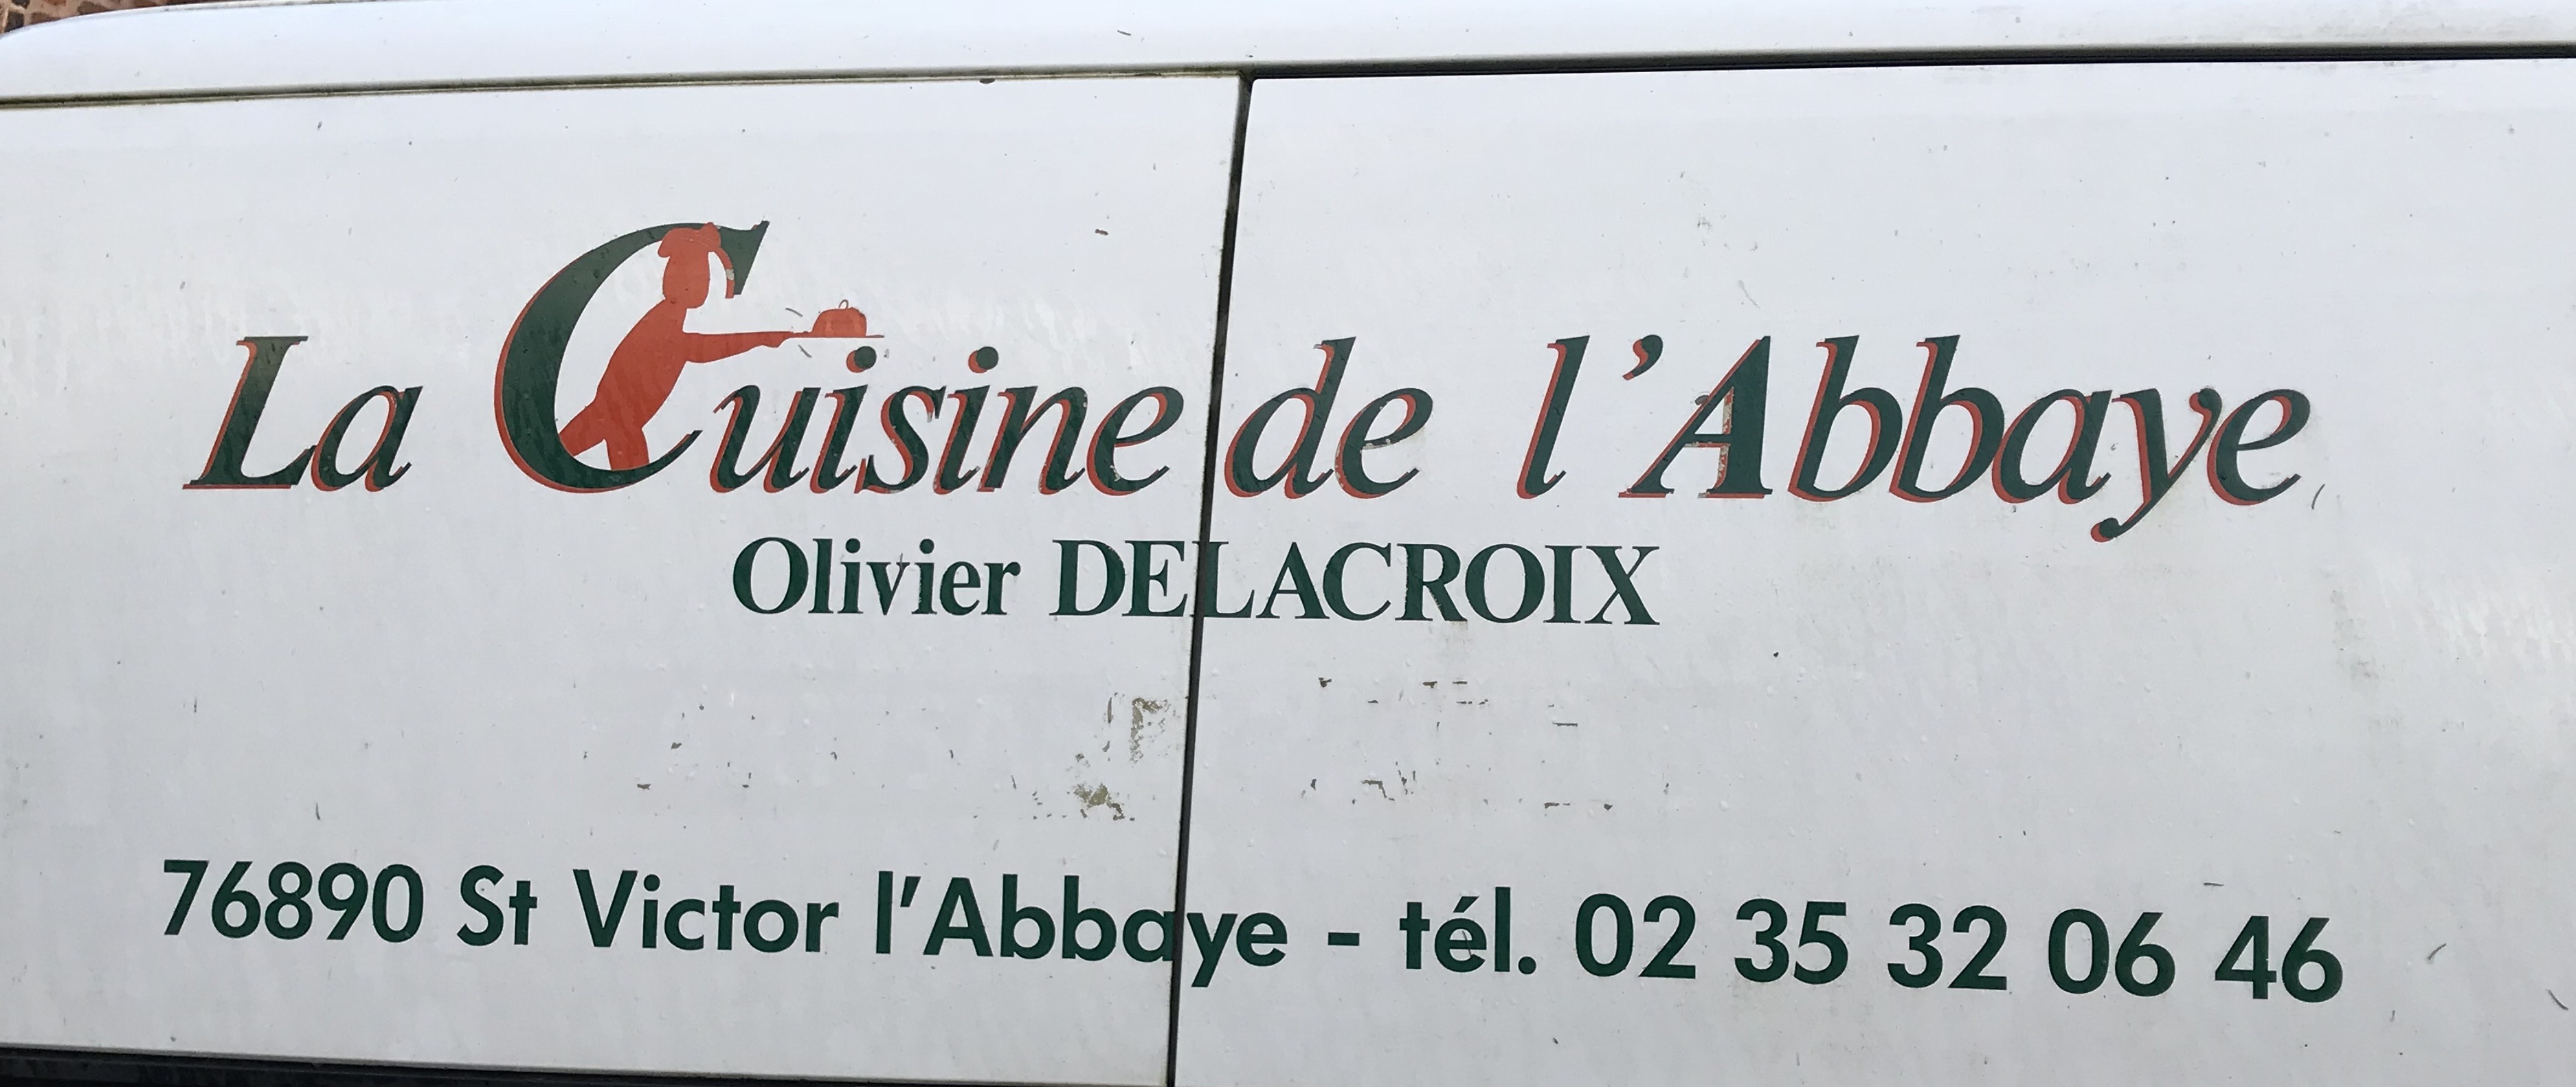 La Cuisine de l'Abbaye
Olivier DELACROIX
76890 St Victor l'Abbaye - tél. 02 35 32 06 46